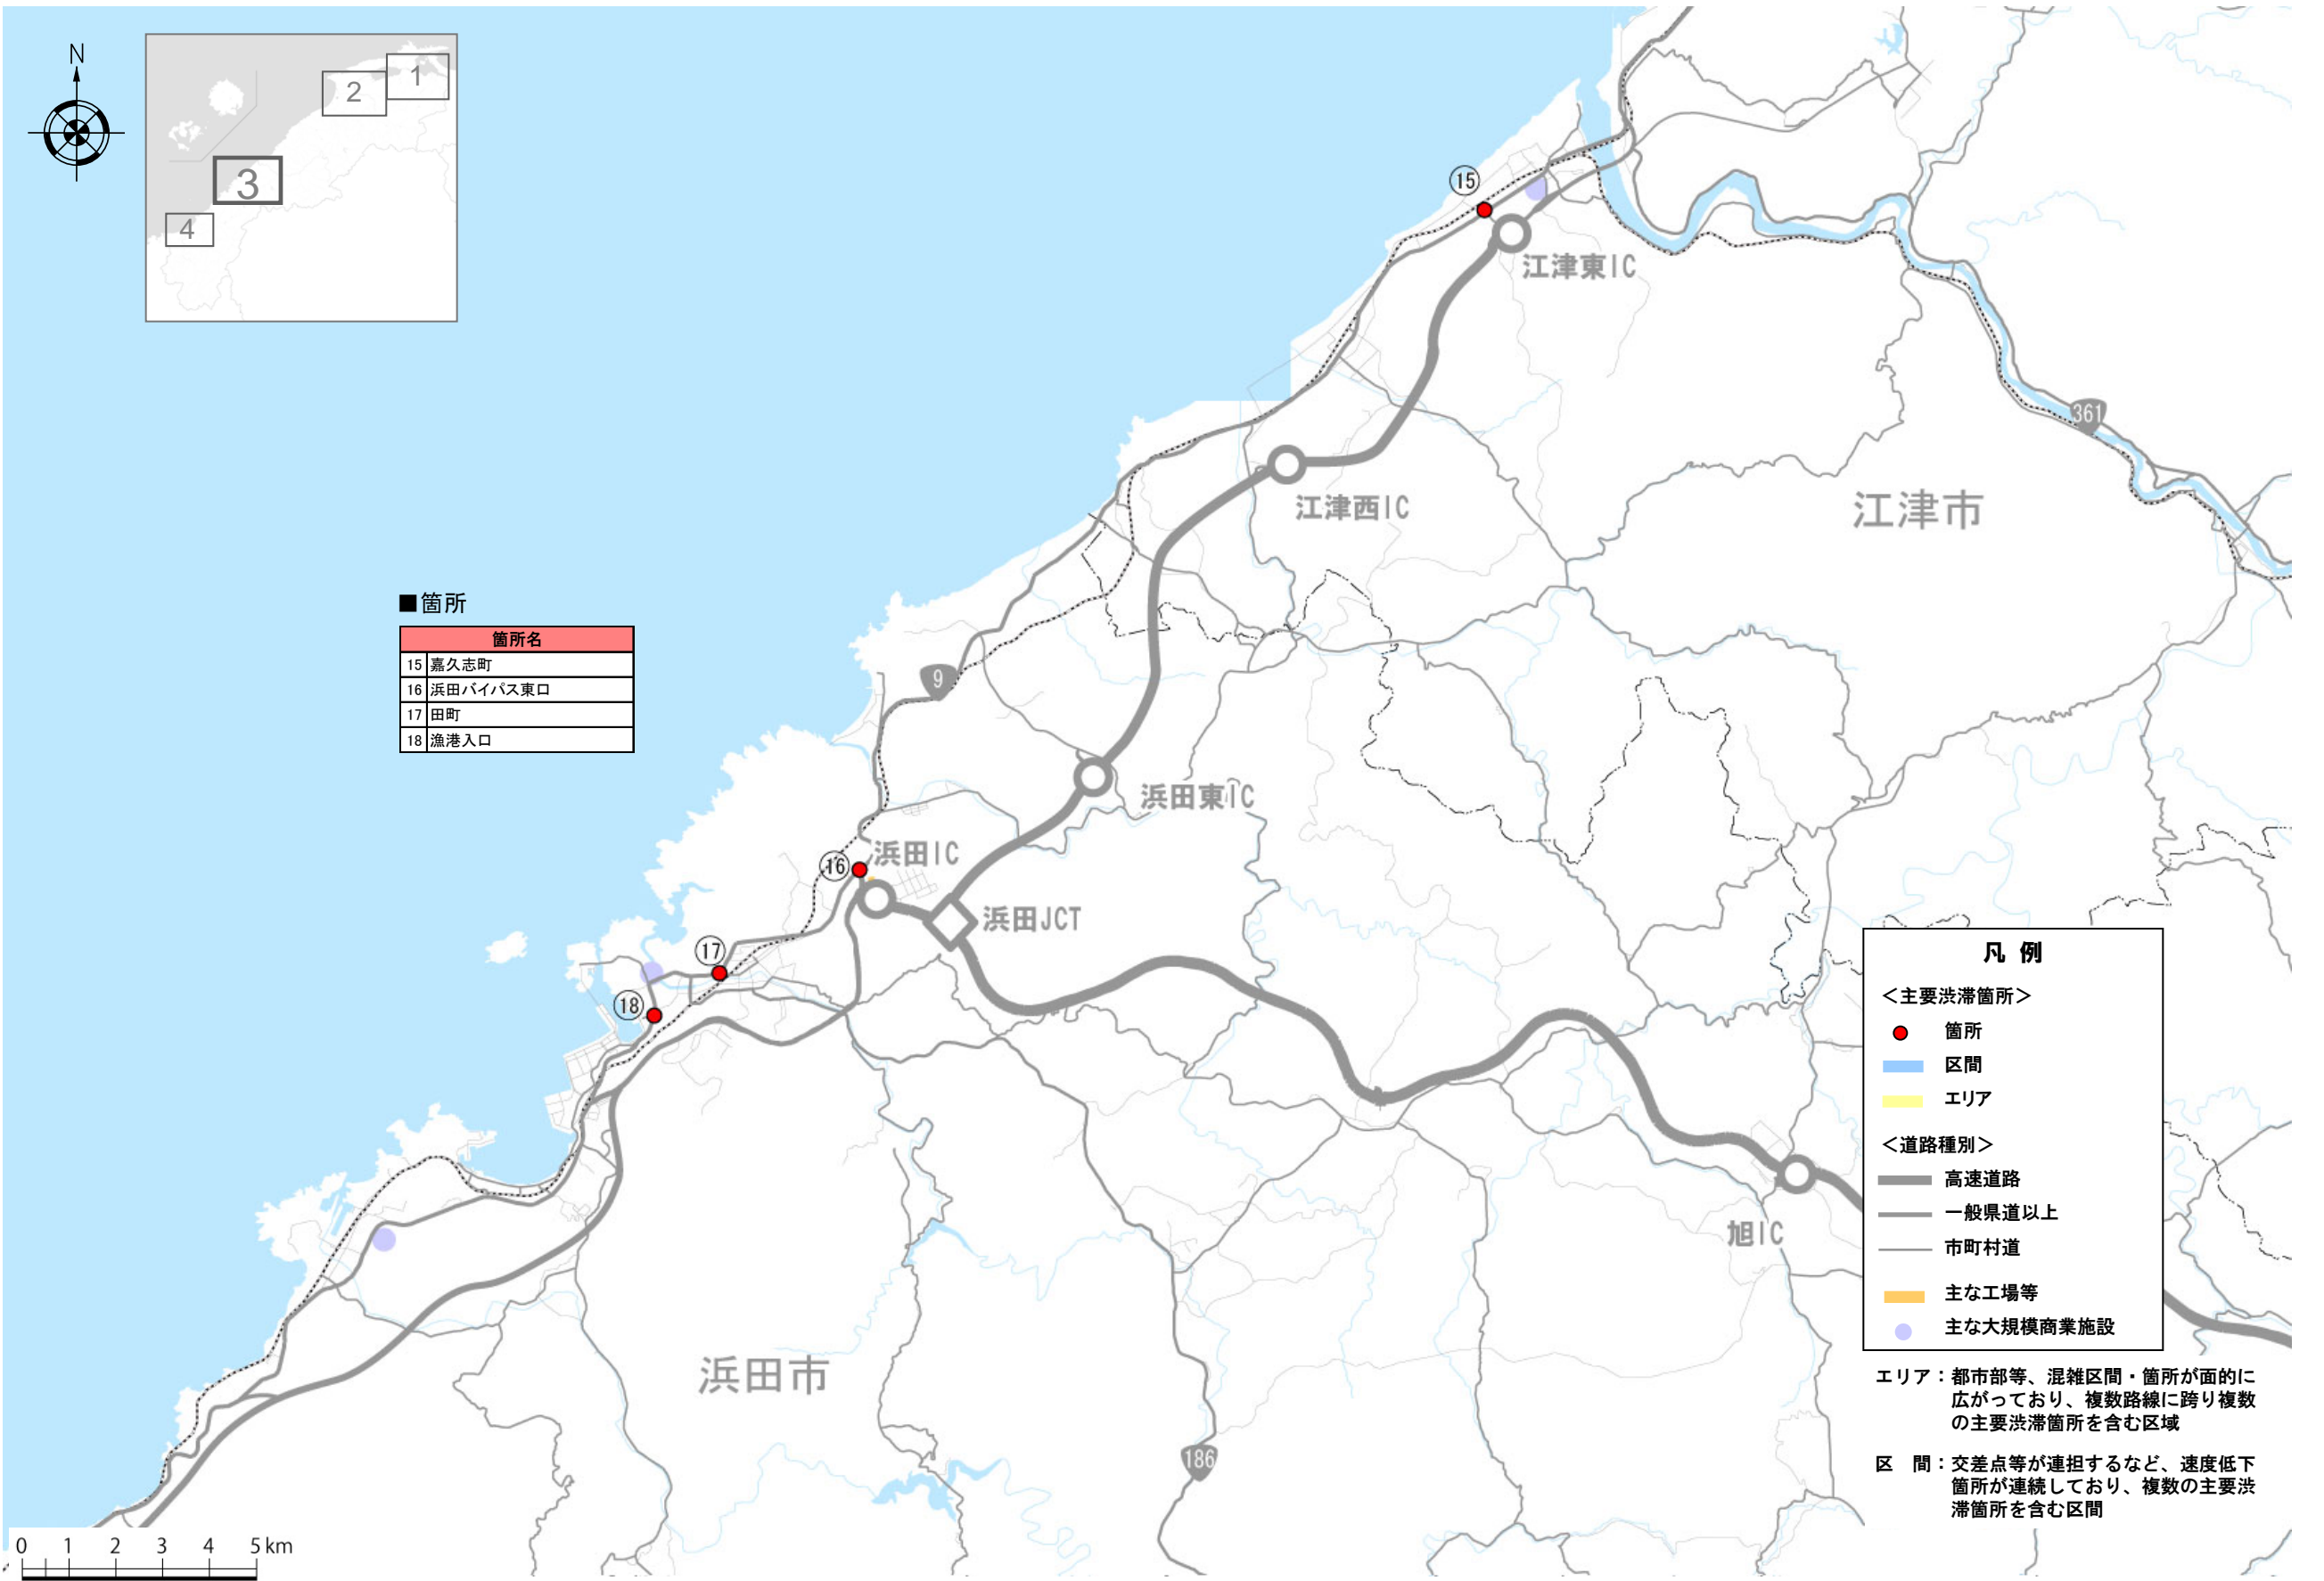 N
1
2
3
4
⑮
江津東IC
361
江津西IC
江津市
■箇所
箇所名
15 嘉久志町
16 浜田バイパス東口
17 田町
18 漁港入口
9
浜田東IC
⑯
浜田IC
浜田JCT
⑰
⑱
旭IC
浜田市
186
凡 例
＜主要渋滞箇所＞
箇所
区間
エリア
＜道路種別＞
高速道路
一般県道以上
市町村道
主な工場等
主な大規模商業施設
エリア：都市部等、混雑区間・箇所が面的に
広がっており、複数路線に跨り複数
の主要渋滞箇所を含む区域
区　間：交差点等が連担するなど、速度低下
箇所が連続しており、複数の主要渋
滞箇所を含む区間
0 1 2 3 4 5 km